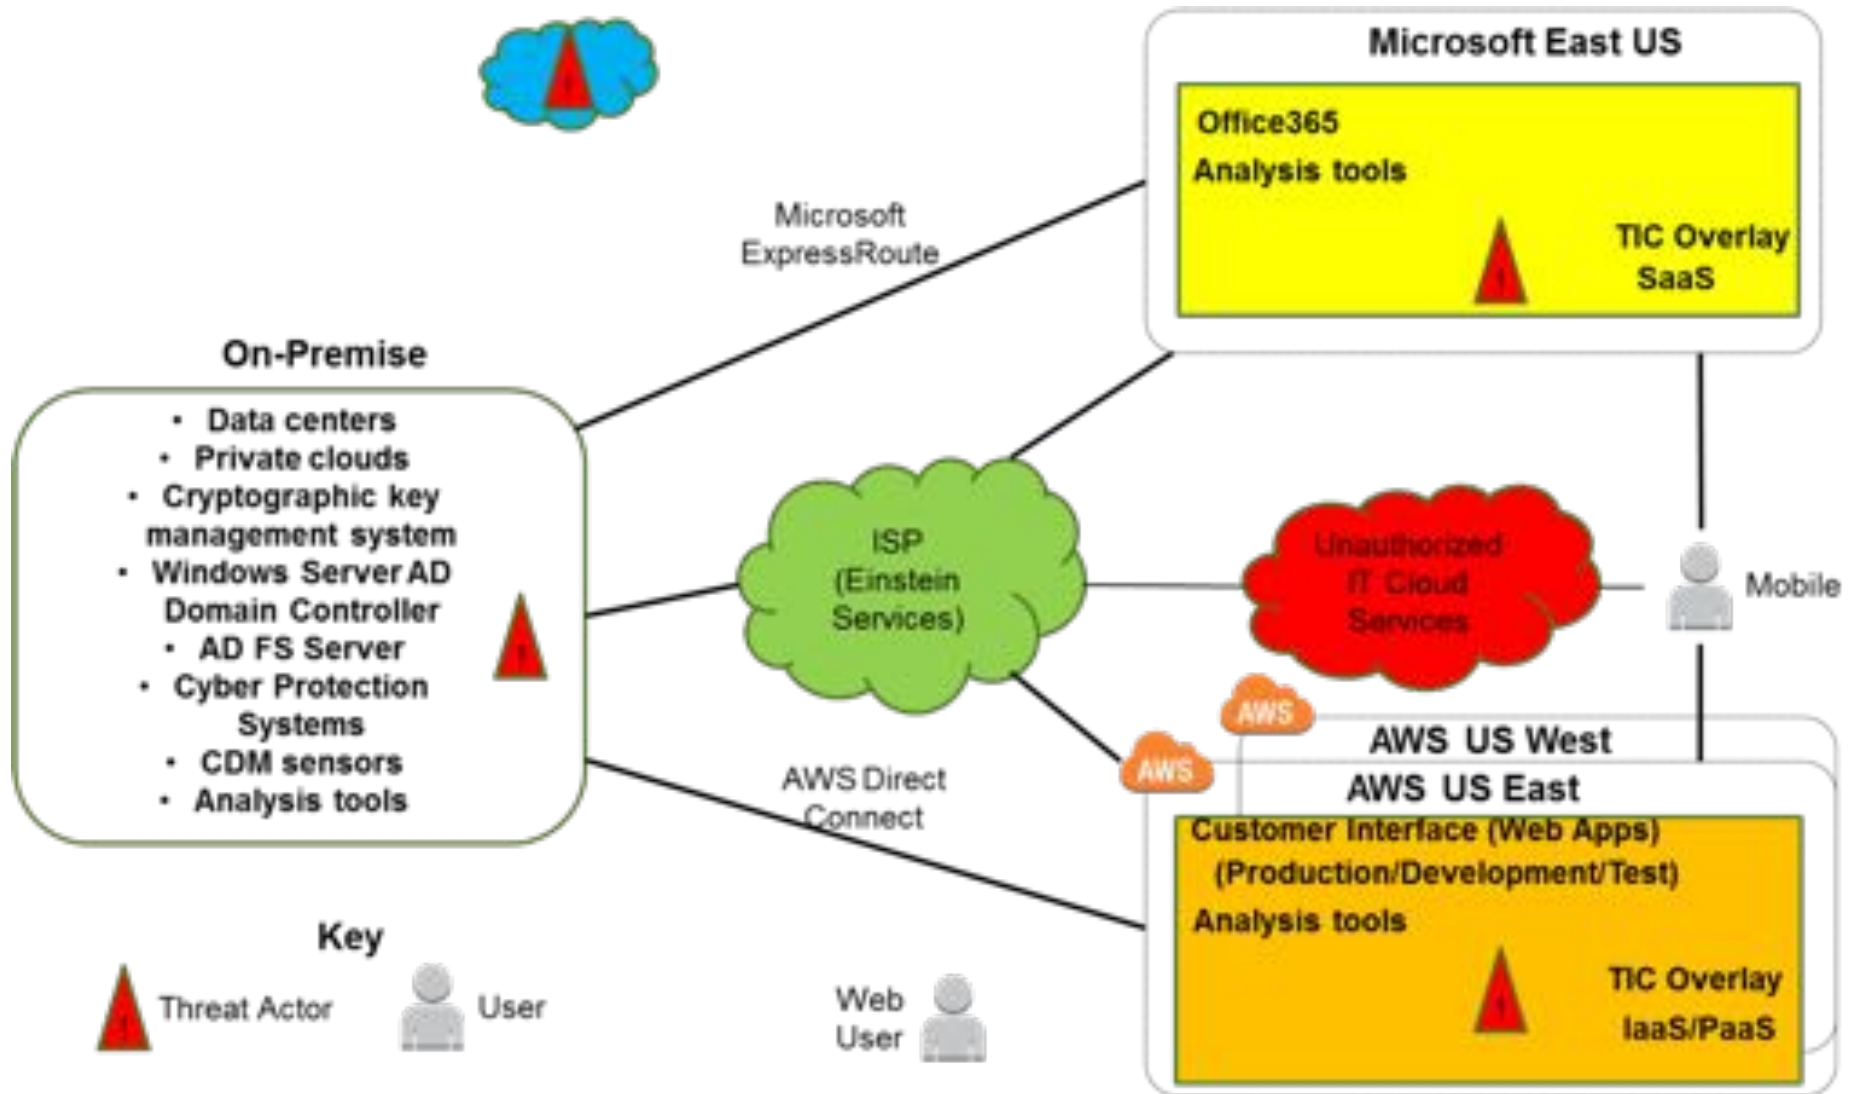 Microsoft East US
Office365
Analysis tools
TIC Overlay
SaaS
Microsoft
ExpressRoute
On-Premise
• Data centers
• Private clouds
• Cryptographic key
management system
• Windows Server AD
Domain Controller
• AD FS Server
• Cyber Protection
Systems
• CDM sensors
• Analysis tools
ISP
(Einstein
Services)
Unauthorized
IT Cloud
Services
Mobile
AWS
AWS
AWS US West
AWS US East
AWS Direct
Connect
Customer Interface (Web Apps)
(Production/Development/Test)
Analysis tools
TIC Overlay
IaaS/PaaS
Key
Threat Actor
User
Web
User